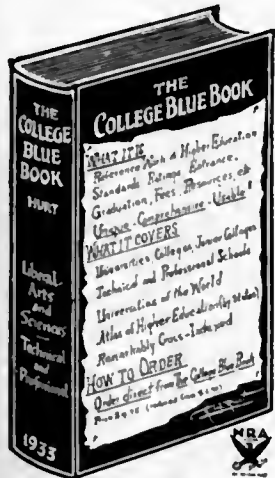 THE
COLLEGE
BLUE
BOOK
HURT
Liberal
Arts
and
Sciences
Technical
and
Professional
1933
THE
COLLEGE BLUE BOOK
WHAT IT IS
Reference Work of Higher Education
Standards, Ratings, Entrance,
Graduation, Fees, Resources, etc
Unique - Comprehensive - Usable!
WHAT IT COVERS
Universities, Colleges, Junior Colleges
Technical and Professional Schools
Universities of the World
Atlas of Higher Education (by states)
Remarkably Cross-Indexed
HOW TO ORDER
Order direct from The College Blue Book
NRA